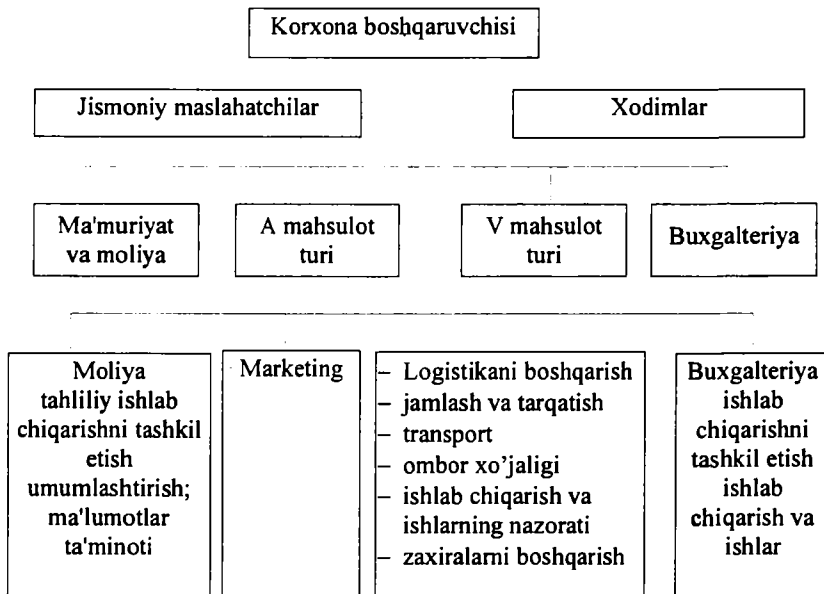 Korxona boshqaruvchisi
Jismoniy maslahatchilar
Xodimlar
Ma'muriyat
va moliya
A mahsulot
turi
V mahsulot
turi
Buxgalteriya
Moliya
tahliliy ishlab
chiqarishni tashkil
etish
umumlashtirish;
ma'lumotlar
ta'minoti
Marketing
– Logistikani boshqarish
– jamlash va tarqatish
– transport
– ombor xo'jaligi
– ishlab chiqarish va
ishlarning nazorati
– zaxiralarni boshqarish
Buxgalteriya
ishlab
chiqarishni
tashkil etish
ishlab
chiqarish va
ishlar